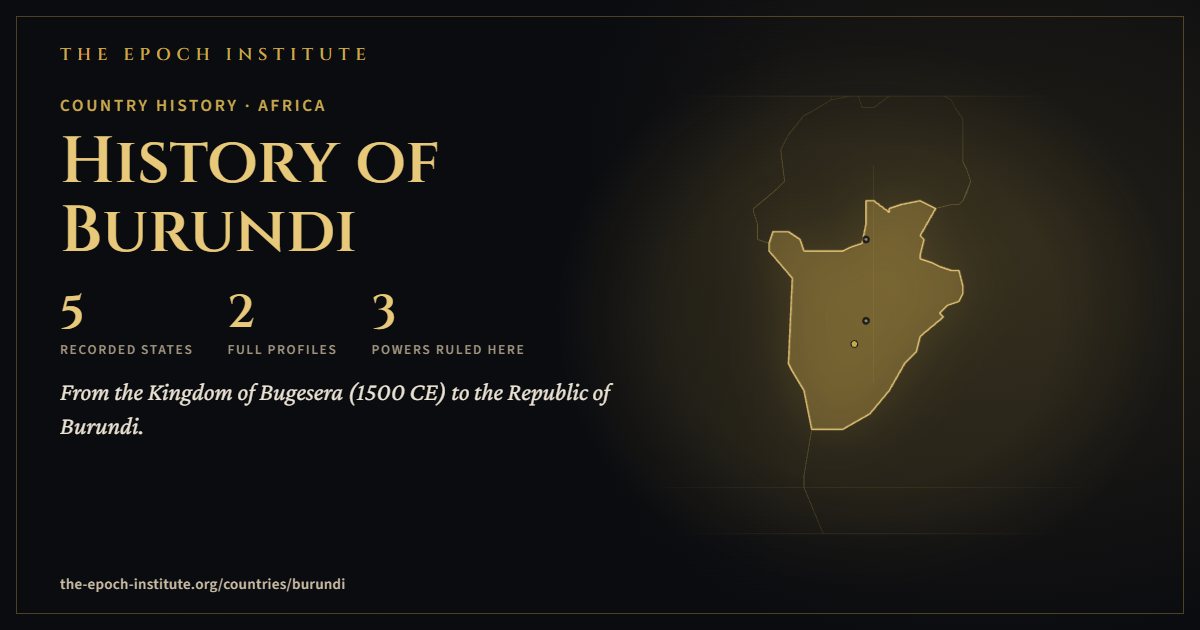 THE EPOCH INSTITUTE
COUNTRY HISTORY · AFRICA
HISTORY OF
BURUNDI
5 2 3
RECORDED STATES FULL PROFILES POWERS RULED HERE
From the Kingdom of Bugesera (1500 CE) to the Republic of
Burundi.
the-epoch-institute.org/countries/burundi